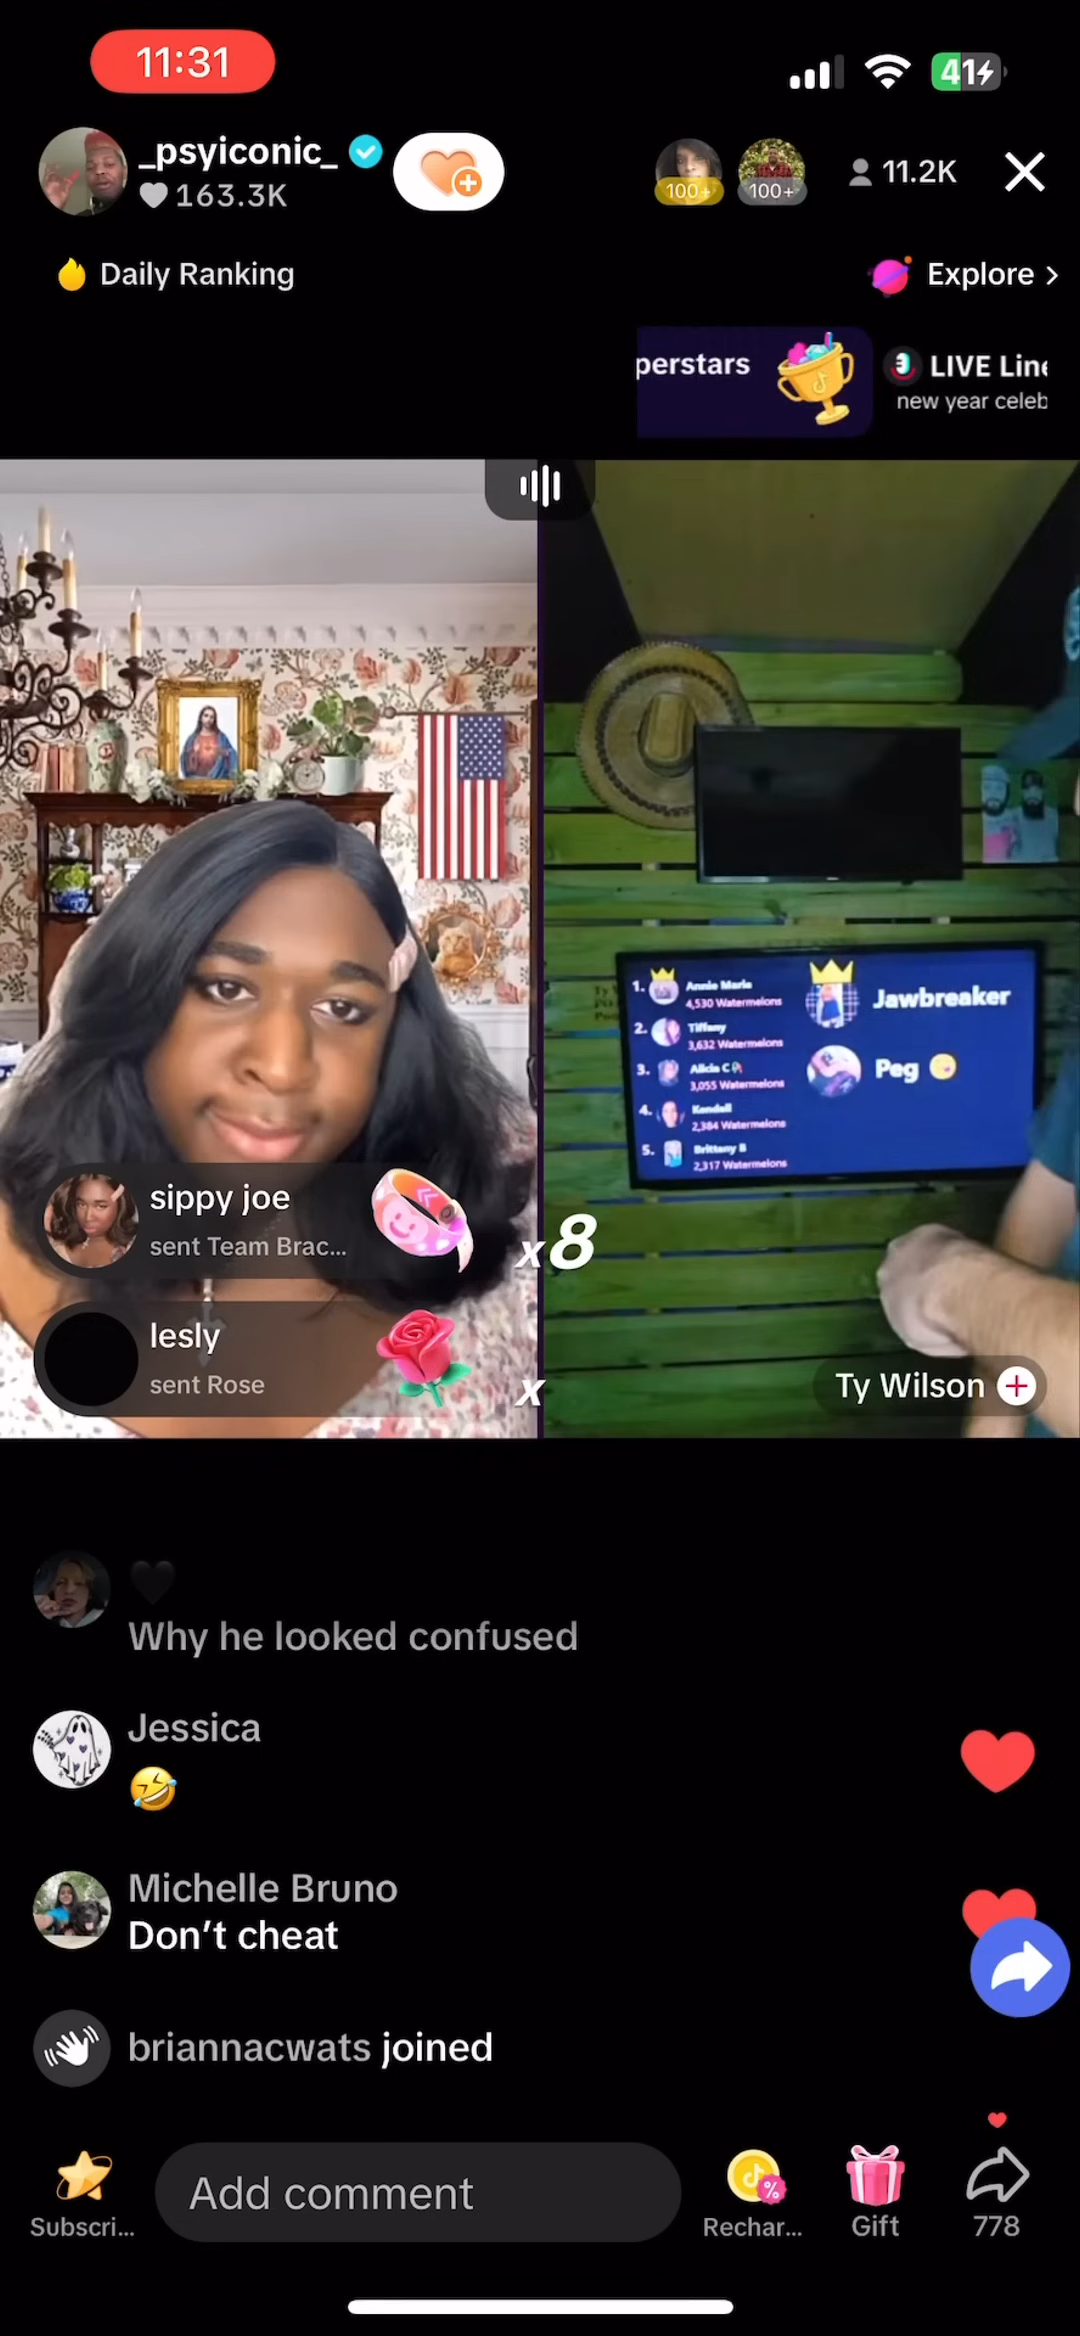 11:31
41
_psyiconic_
163.3K
100+
100+
11.2K
Daily Ranking
Explore >
perstars
LIVE Line
new year celeb
1. Annie Marie
4,530 Watermelons
2. Tiffany
3,632 Watermelons
3. Alicia C
3,055 Watermelons
4. Kendall
2,384 Watermelons
5. Brittany B
2,317 Watermelons
Jawbreaker
Peg 😉
sippy joe
sent Team Brac...
x8
lesly
sent Rose
x
Ty Wilson +
🖤
Why he looked confused
Jessica
🤣
Michelle Bruno
Don't cheat
briannacwats joined
Subscri...
Add comment
Rechar...
Gift
778